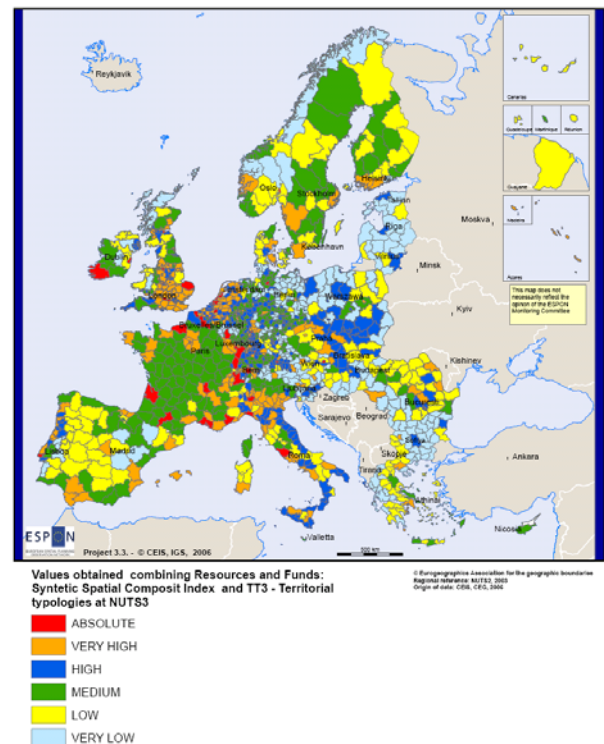 Reykjavik
Canarias
Guadeloupe
Martinique
Réunion
Guyane
Madeira
Açores
This map does not
necessarily reflect the
opinion of the ESPON
Monitoring Committee
Oslo
Stockholm
Helsinki
Tallinn
Riga
Vilnius
Minsk
Moskva
Kyiv
Kishinev
København
Dublin
London
Bruxelles/Brussel
Luxembourg
Paris
Bern
Berlin
Warszawa
Praha
Wien
Bratislava
Budapest
Ljubljana
Zagreb
Beograd
Sarajevo
Bucuresti
Sofia
Skopje
Tirana
Ankara
Athinai
Nicosia
Valletta
Roma
Madrid
Lisboa
ESPON
Project 3.3. - © CEIS, IGS, 2006
500 km
Values obtained combining Resources and Funds:
Syntetic Spatial Composit Index and TT3 - Territorial
typologies at NUTS3
© Eurogeographics Association for the geographic boundaries
Regional reference: NUTS2, 2003
Origin of data: CEIS, CEG, 2006
ABSOLUTE
VERY HIGH
HIGH
MEDIUM
LOW
VERY LOW